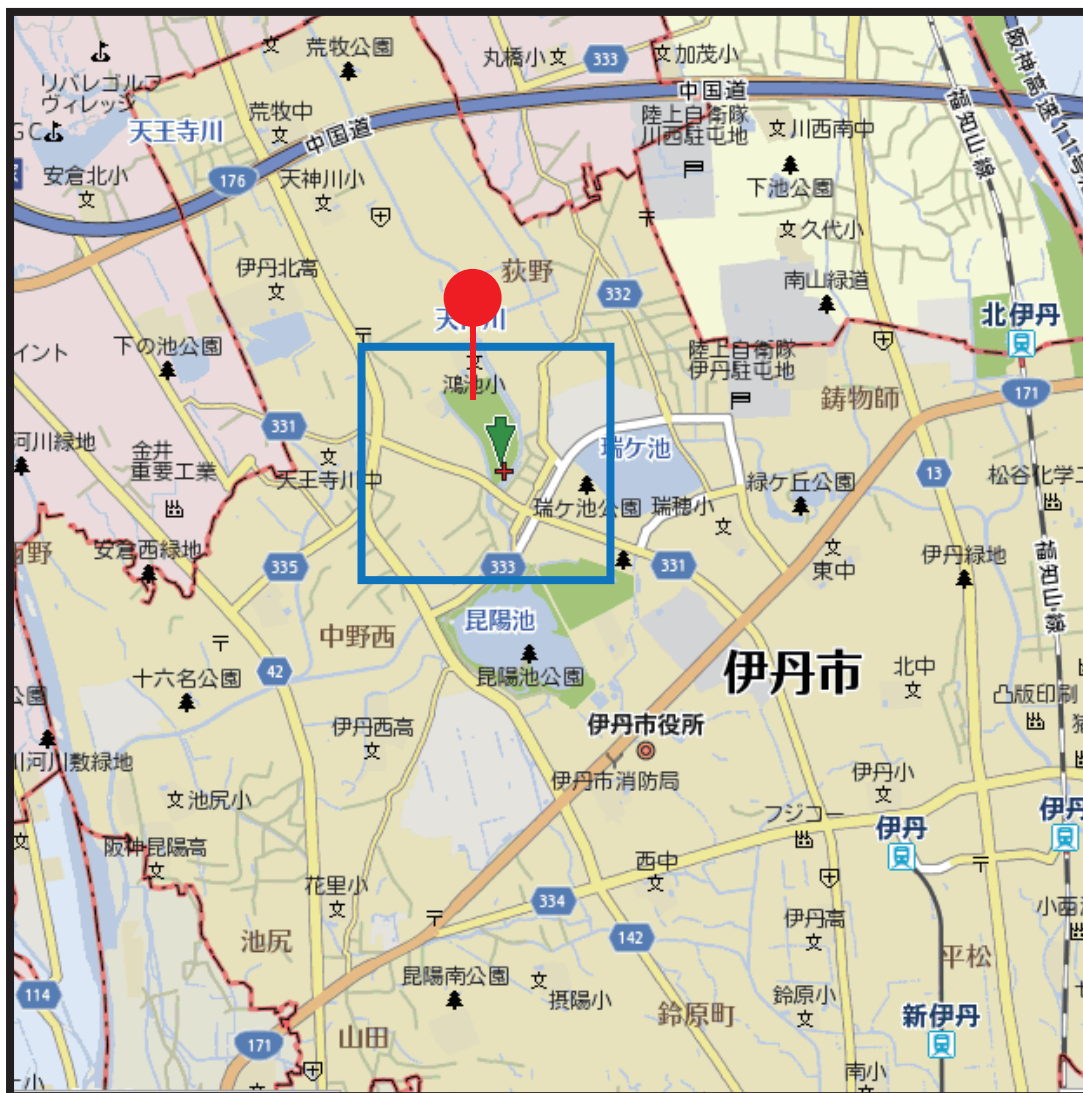 荒牧公園
丸橋小
333
加茂小
リバレゴルフ
ヴィレッジ
GC
天王寺川
荒牧中
中国道
中国道
陸上自衛隊
川西駐屯地
川西南中
福知山線
阪神高速11号
安倉北小
176
天神川小
下池公園
久代小
伊丹北高
荻野
332
南山緑道
北伊丹
イント
下の池公園
鴻池小
陸上自衛隊
伊丹駐屯地
鋳物師
171
河川緑地
金井
重要工業
331
天王寺川中
瑞ケ池
13
松谷化学工
瑞ケ池公園
瑞穂小
緑ケ丘公園
安倉西緑地
335
333
331
東中
伊丹緑地
福知山線
中野西
昆陽池
42
十六名公園
昆陽池公園
伊丹市
北中
公園
凸版印刷
伊丹西高
伊丹市役所
川河川敷緑地
伊丹市消防局
伊丹小
池尻小
フジコー
伊丹
伊丹
阪神昆陽高
西中
花里小
334
伊丹高
小西
池尻
142
平松
昆陽南公園
摂陽小
鈴原小
114
鈴原町
新伊丹
171
山田
南小